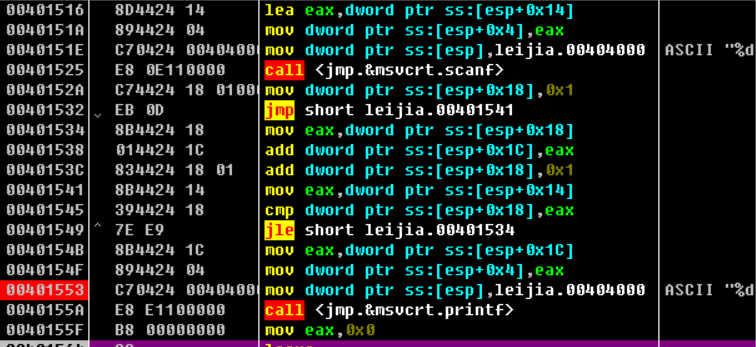 00401516 8D4424 14 lea eax,dword ptr ss:[esp+0x14]
0040151A 894424 04 mov dword ptr ss:[esp+0x4],eax
0040151E C70424 00404000 mov dword ptr ss:[esp],leijia.00404000 ASCII "%d
00401525 E8 0E110000 call <jmp.&msvcrt.scanf>
0040152A C74424 18 01000 mov dword ptr ss:[esp+0x18],0x1
00401532 EB 0D jmp short leijia.00401541
00401534 8B4424 18 mov eax,dword ptr ss:[esp+0x18]
00401538 014424 1C add dword ptr ss:[esp+0x1C],eax
0040153C 834424 18 01 add dword ptr ss:[esp+0x18],0x1
00401541 8B4424 14 mov eax,dword ptr ss:[esp+0x14]
00401545 394424 18 cmp dword ptr ss:[esp+0x18],eax
00401549 ^ 7E E9 jle short leijia.00401534
0040154B 8B4424 1C mov eax,dword ptr ss:[esp+0x1C]
0040154F 894424 04 mov dword ptr ss:[esp+0x4],eax
00401553 C70424 00404000 mov dword ptr ss:[esp],leijia.00404000 ASCII "%d
0040155A E8 E1100000 call <jmp.&msvcrt.printf>
0040155F B8 00000000 mov eax,0x0